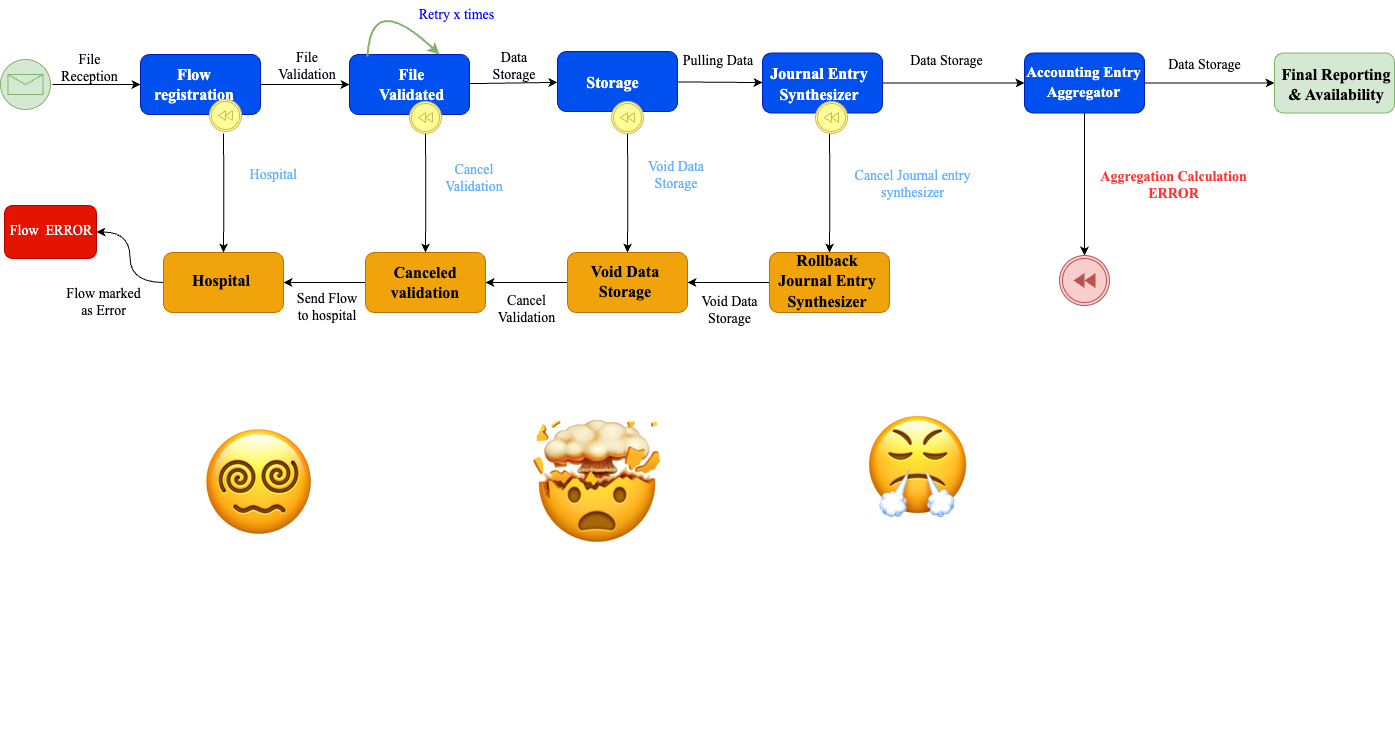 Retry x times
File
Reception
Flow
registration
File
Validation
File
Validated
Data
Storage
Storage
Pulling Data
Journal Entry
Synthesizer
Data Storage
Accounting Entry
Aggregator
Data Storage
Final Reporting
& Availability
Hospital
Cancel
Validation
Void Data
Storage
Cancel Journal entry
synthesizer
Aggregation Calculation
ERROR
Flow ERROR
Hospital
Canceled
validation
Void Data
Storage
Rollback
Journal Entry
Synthesizer
Flow marked
as Error
Send Flow
to hospital
Cancel
Validation
Void Data
Storage